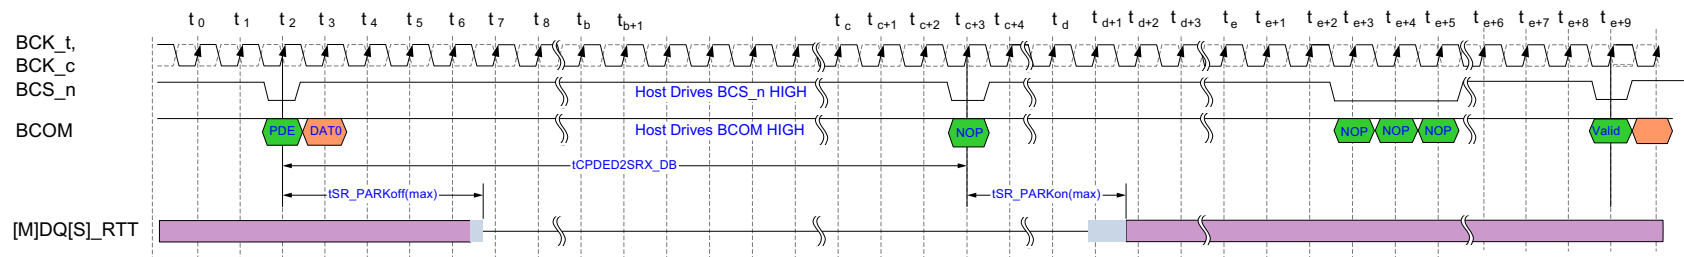 t0 t1 t2 t3 t4 t5 t6 t7 t8 tb tb+1 tc tc+1 tc+2 tc+3 tc+4 td td+1 td+2 td+3 te te+1 te+2 te+3 te+4 te+5 te+6 te+7 te+8 te+9
BCK_t,
BCK_c
BCS_n Host Drives BCS_n HIGH
BCOM PDE DAT0 Host Drives BCOM HIGH NOP NOP NOP NOP Valid
tCPDED2SRX_DB
tSR_PARKoff(max) tSR_PARKon(max)
[M]DQ[S]_RTT